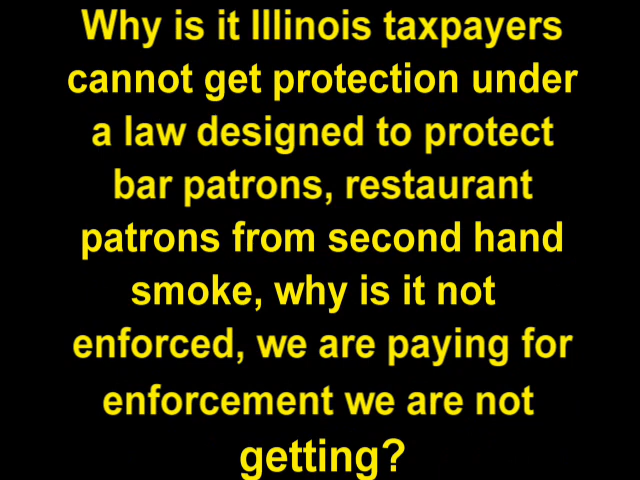 Why is it Illinois taxpayers
cannot get protection under
a law designed to protect
bar patrons, restaurant
patrons from second hand
smoke, why is it not
enforced, we are paying for
enforcement we are not
getting?